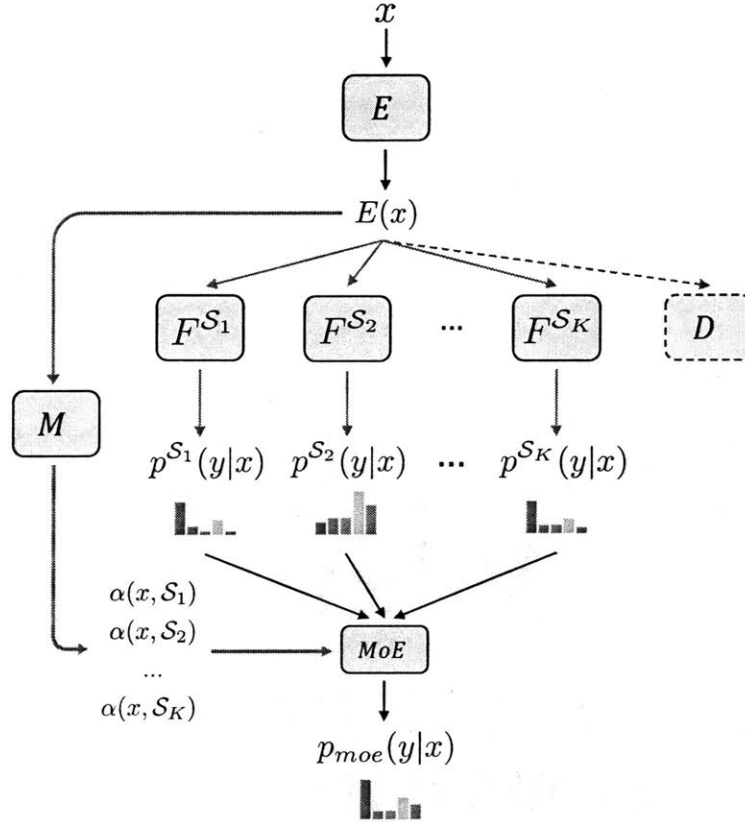 x
E
E(x)
F^{S_1} F^{S_2} ... F^{S_K} D
M
p^{S_1}(y|x) p^{S_2}(y|x) ... p^{S_K}(y|x)
α(x, S_1)
α(x, S_2)
...
α(x, S_K)
MoE
p_{moe}(y|x)